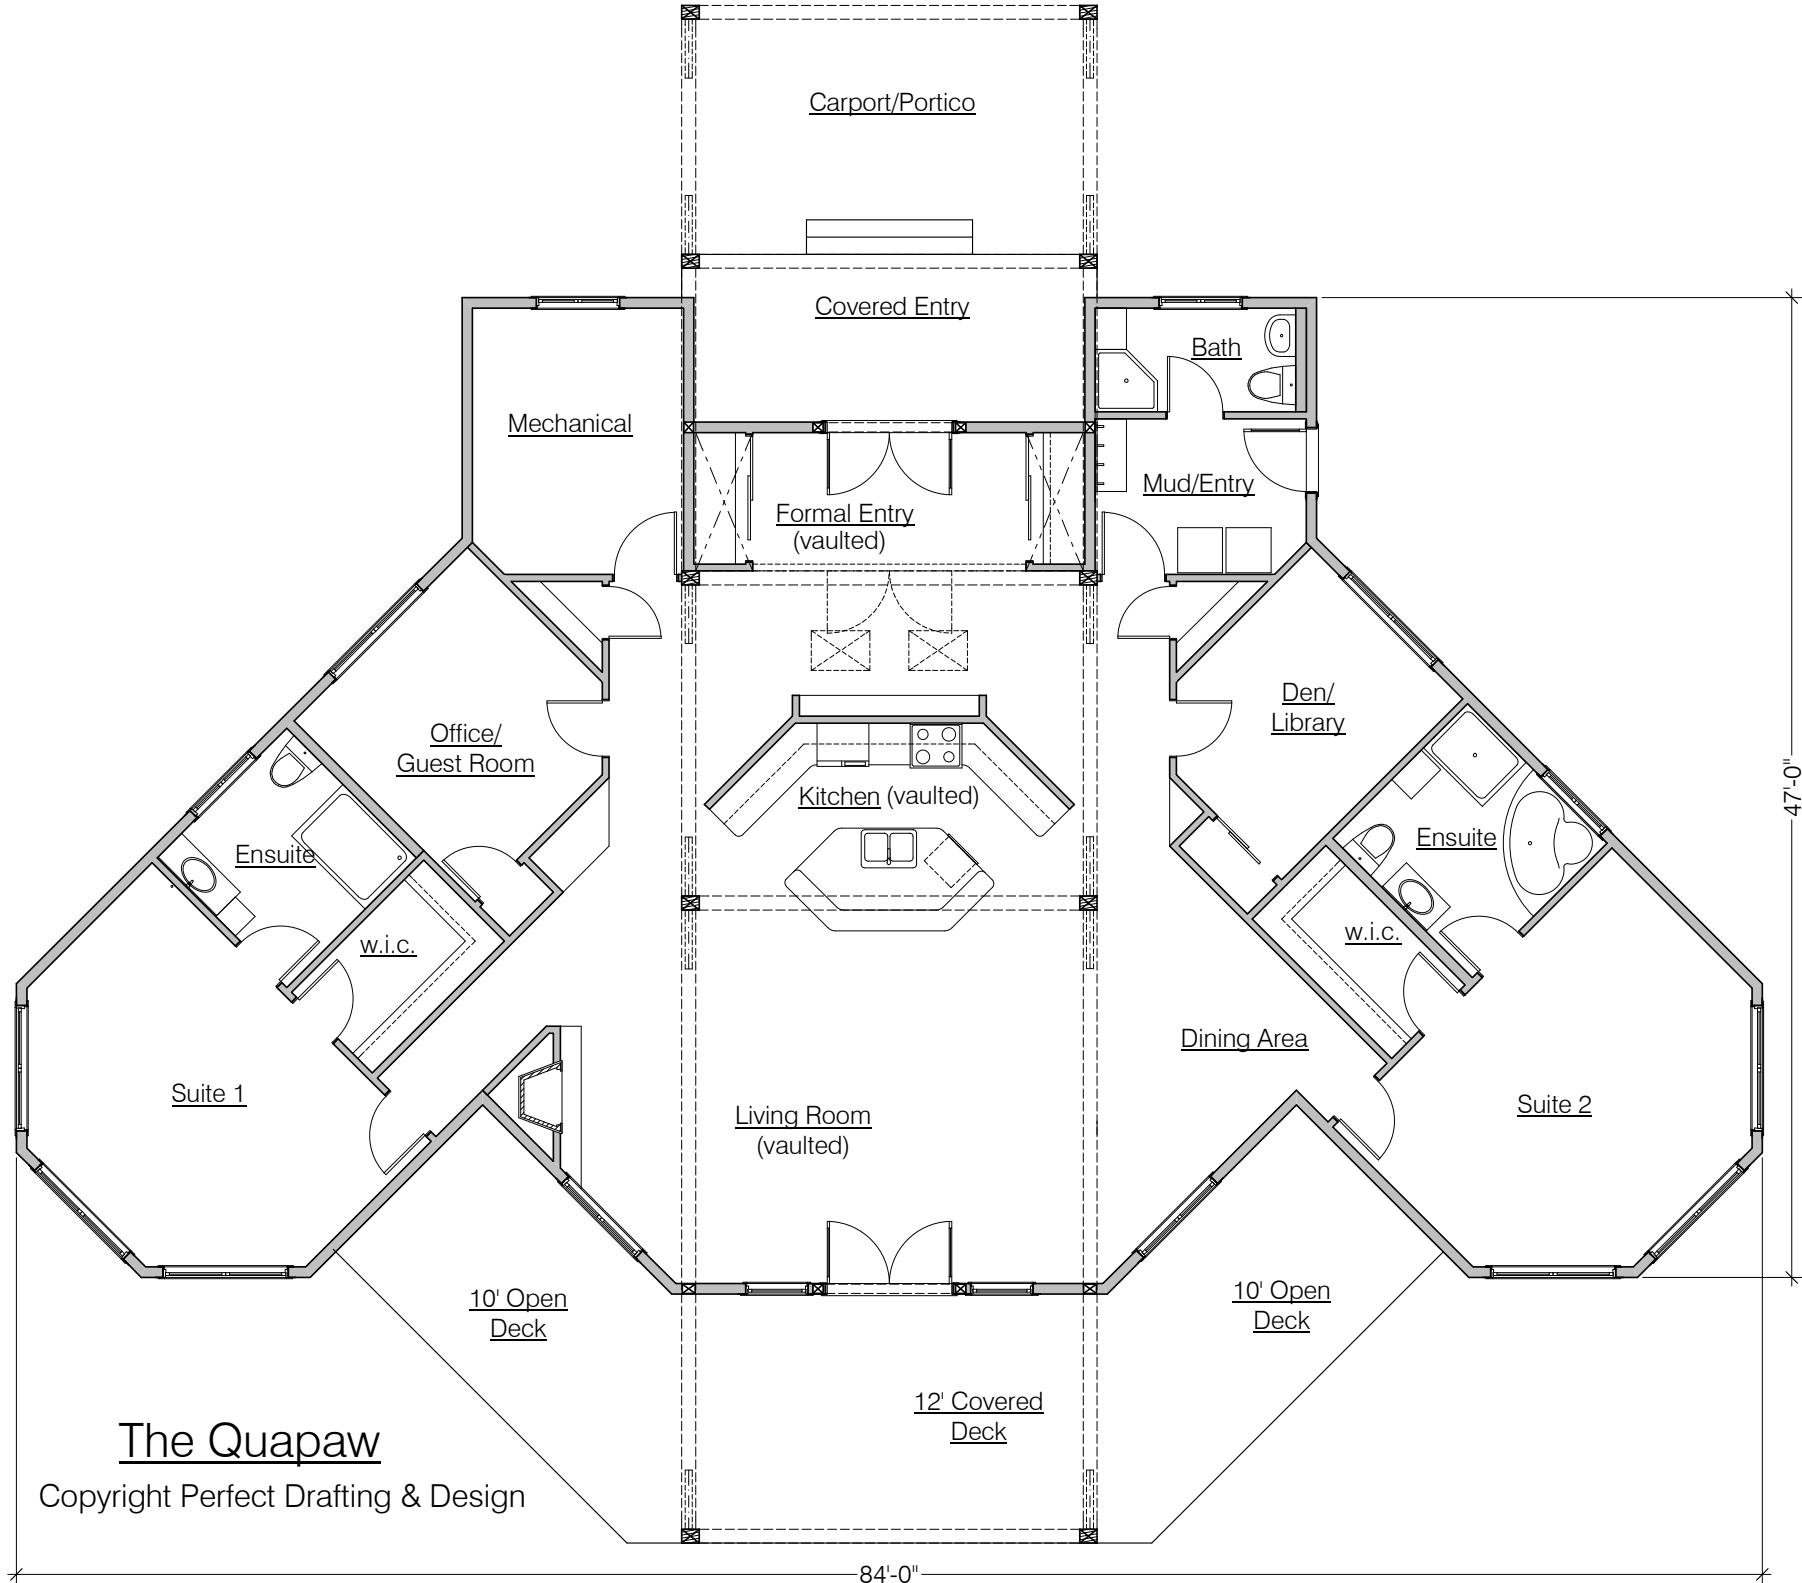 Carport/Portico
Covered Entry
Bath
Mechanical
Mud/Entry
Formal Entry
(vaulted)
Den/
Library
Office/
Guest Room
47'-0"
Kitchen (vaulted)
Ensuite
Ensuite
w.i.c.
w.i.c.
Dining Area
Suite 1
Suite 2
Living Room
(vaulted)
10' Open
Deck
10' Open
Deck
12' Covered
Deck
The Quapaw
Copyright Perfect Drafting & Design
84'-0"